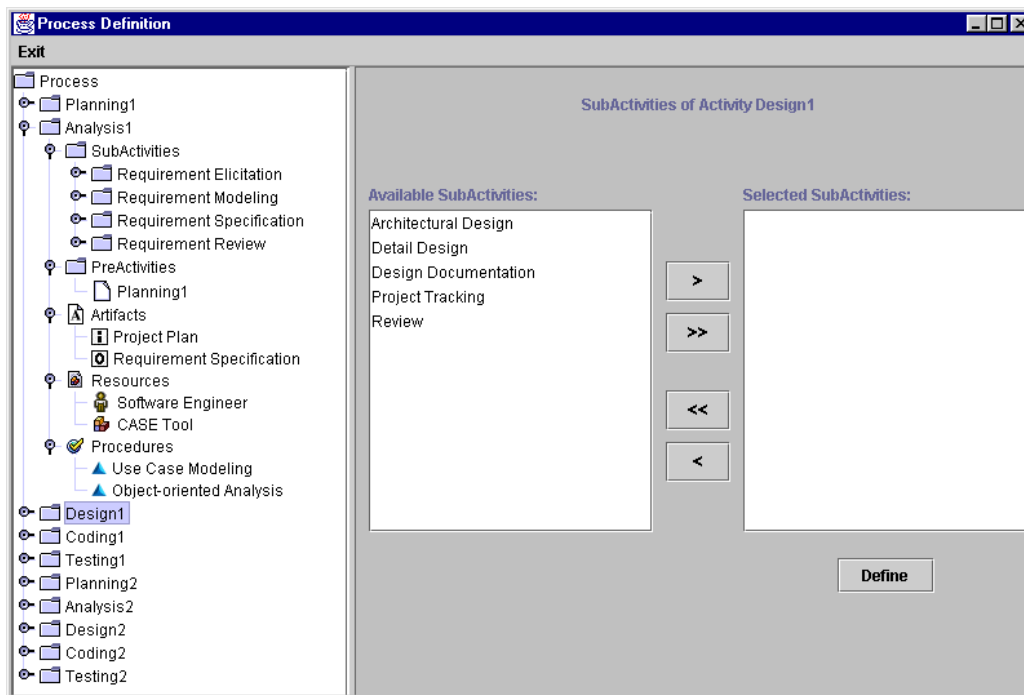 Process Definition
Exit
Process
Planning1
Analysis1
SubActivities
Requirement Elicitation
Requirement Modeling
Requirement Specification
Requirement Review
PreActivities
Planning1
A Artifacts
Project Plan
O Requirement Specification
Resources
Software Engineer
CASE Tool
Procedures
Use Case Modeling
Object-oriented Analysis
Design1
Coding1
Testing1
Planning2
Analysis2
Design2
Coding2
Testing2
SubActivities of Activity Design1
Available SubActivities:
Architectural Design
Detail Design
Design Documentation
Project Tracking
Review
>
>>
<<
<
Selected SubActivities:
Define